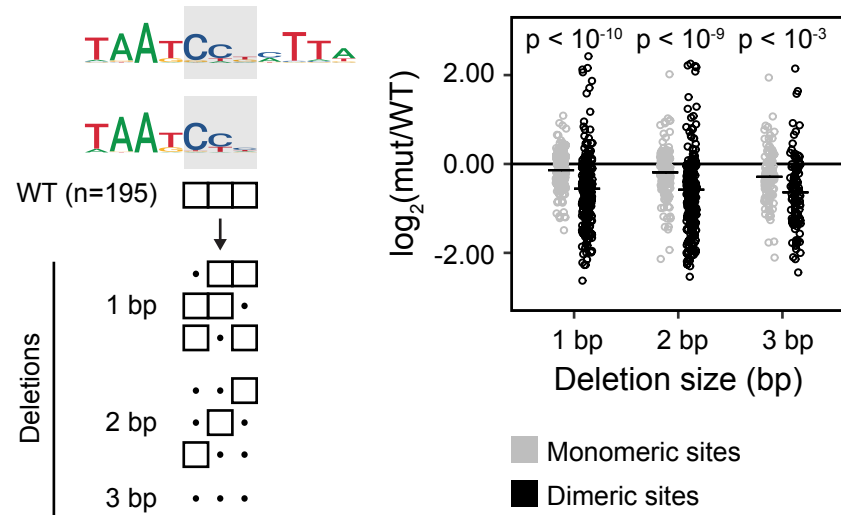 TAATCCTCTTA
TAATCC
WT (n=195)
Deletions
1 bp
2 bp
3 bp
p < 10⁻¹⁰ p < 10⁻⁹ p < 10⁻³
log₂(mut/WT)
2.00
0.00
-2.00
1 bp 2 bp 3 bp
Deletion size (bp)
Monomeric sites
Dimeric sites